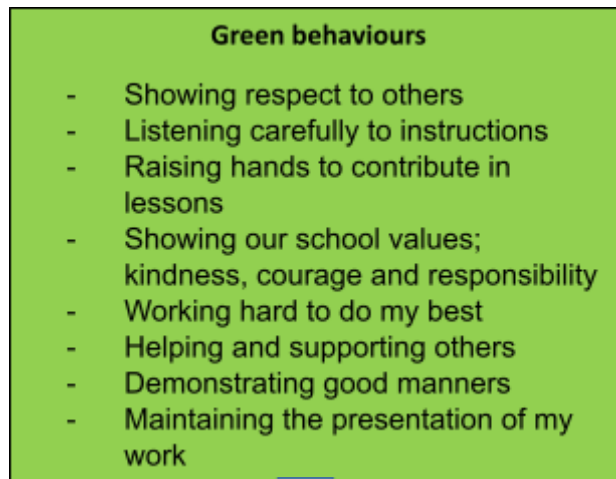 Green behaviours
- Showing respect to others
- Listening carefully to instructions
- Raising hands to contribute in
lessons
- Showing our school values;
kindness, courage and responsibility
- Working hard to do my best
- Helping and supporting others
- Demonstrating good manners
- Maintaining the presentation of my
work